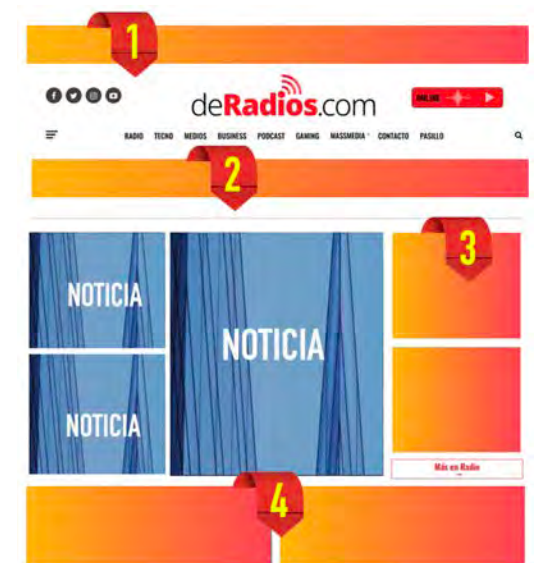 1
deRadios.com
ONLINE
RADIO TECNO MEDIOS BUSINESS PODCAST GAMING MASSMEDIA CONTACTO PASILLO
2
3
NOTICIA
NOTICIA
NOTICIA
Más en Radio
4